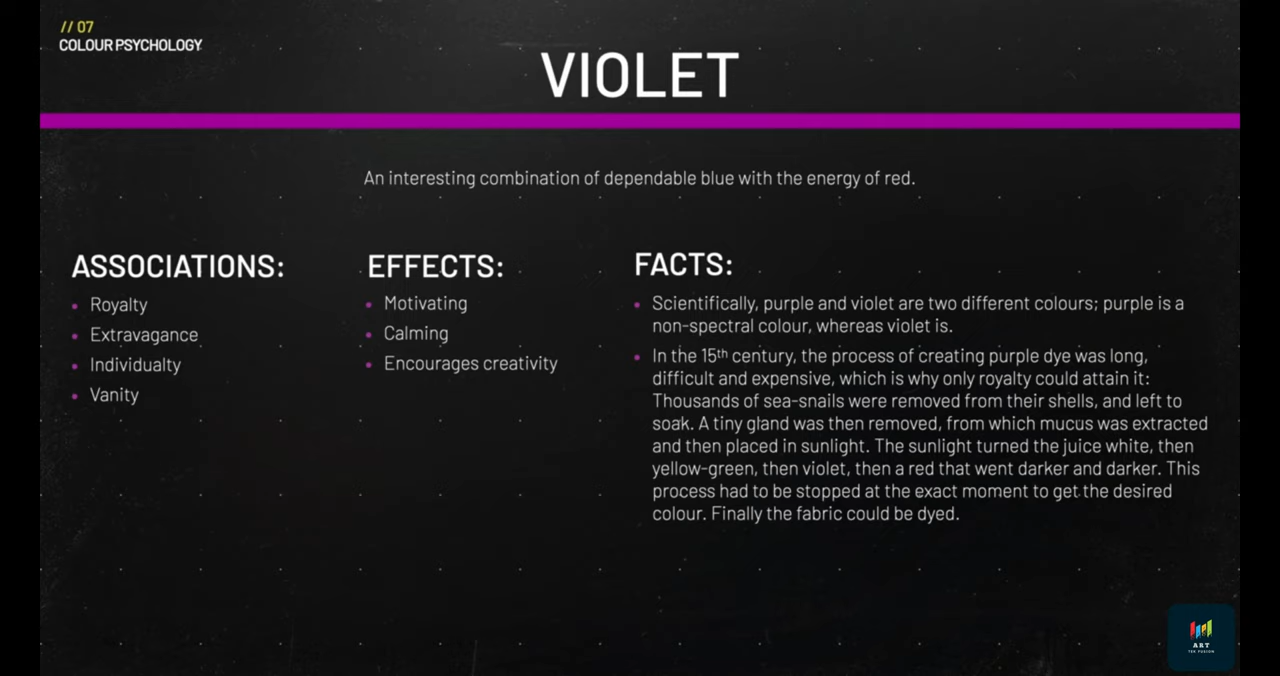 // 07
COLOUR PSYCHOLOGY
VIOLET
An interesting combination of dependable blue with the energy of red.
ASSOCIATIONS:
• Royalty
• Extravagance
• Individualty
• Vanity
EFFECTS:
• Motivating
• Calming
• Encourages creativity
FACTS:
• Scientifically, purple and violet are two different colours; purple is a
non-spectral colour, whereas violet is.
• In the 15th century, the process of creating purple dye was long,
difficult and expensive, which is why only royalty could attain it:
Thousands of sea-snails were removed from their shells, and left to
soak. A tiny gland was then removed, from which mucus was extracted
and then placed in sunlight. The sunlight turned the juice white, then
yellow-green, then violet, then a red that went darker and darker. This
process had to be stopped at the exact moment to get the desired
colour. Finally the fabric could be dyed.
ART
TEK FUSION